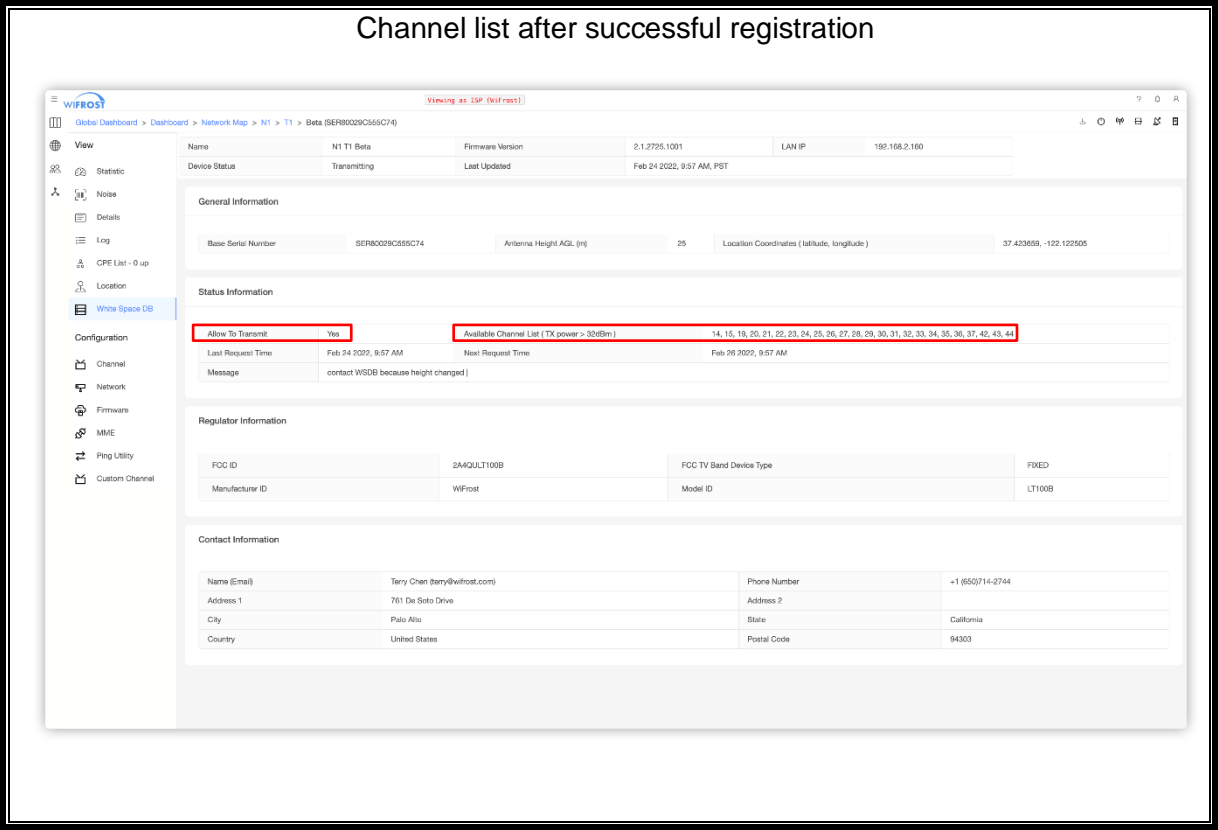 Channel list after successful registration
WIFROST
Viewing as ISP (Wifrost)
?
Global Dashboard > Dashboard > Network Map > N1 > T1 > Beta (SER80029C555C74)
View
Statistic
Noise
Details
Log
CPE List - 0 up
Location
White Space DB
Configuration
Channel
Network
Firmware
MME
Ping Utility
Custom Channel
Name N1 T1 Beta Firmware Version 2.1.2725.1001 LAN IP 192.168.2.160
Device Status Transmitting Last Updated Feb 24 2022, 9:57 AM, PST
General Information
Base Serial Number SER80029C555C74 Antenna Height AGL (m) 25 Location Coordinates ( latitude, longitude ) 37.423659, -122.122505
Status Information
Allow To Transmit Yes Available Channel List ( TX power > 32dBm ) 14, 15, 19, 20, 21, 22, 23, 24, 25, 26, 27, 28, 29, 30, 31, 32, 33, 34, 35, 36, 37, 42, 43, 44
Last Request Time Feb 24 2022, 9:57 AM Next Request Time Feb 26 2022, 9:57 AM
Message contact WSDB because height changed |
Regulator Information
FCC ID 2A4QULT100B FCC TV Band Device Type FIXED
Manufacturer ID WiFrost Model ID LT100B
Contact Information
Name (Email) Terry Chen (terry@wifrost.com) Phone Number +1 (650)714-2744
Address 1 761 De Soto Drive Address 2
City Palo Alto State California
Country United States Postal Code 94303